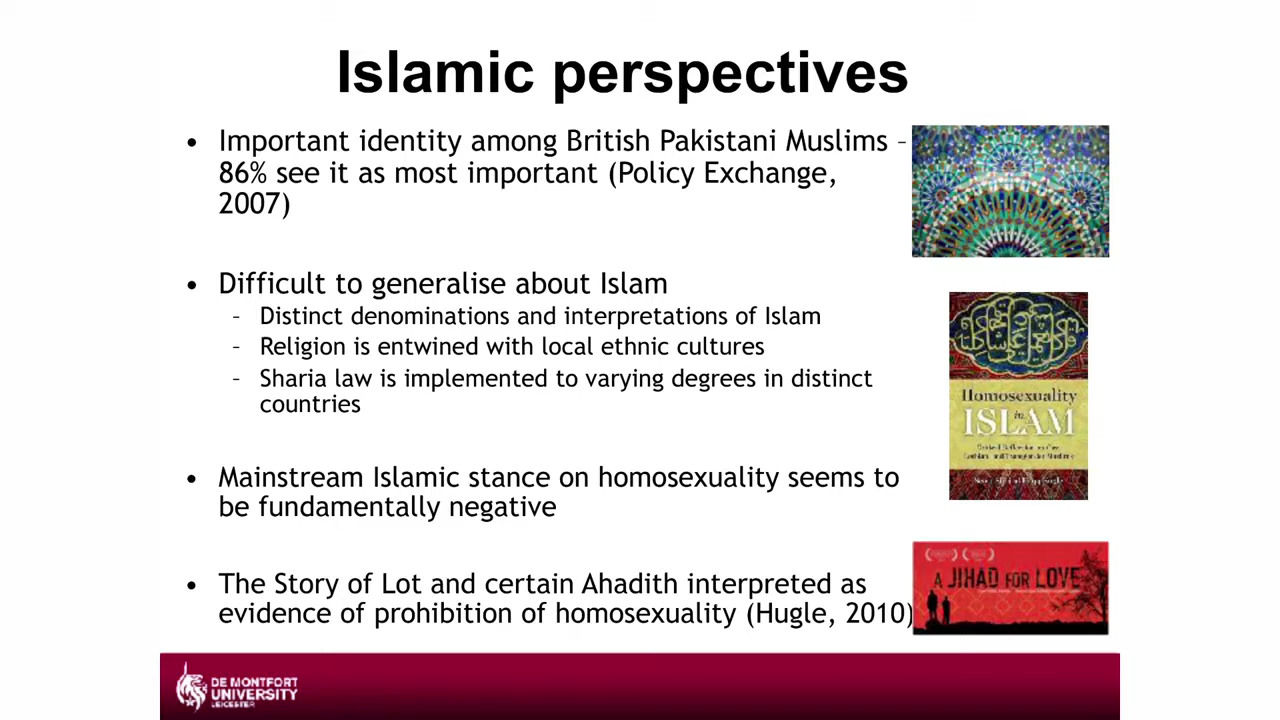 Islamic perspectives
• Important identity among British Pakistani Muslims –
86% see it as most important (Policy Exchange,
2007)
• Difficult to generalise about Islam
– Distinct denominations and interpretations of Islam
– Religion is entwined with local ethnic cultures
– Sharia law is implemented to varying degrees in distinct
countries
• Mainstream Islamic stance on homosexuality seems to
be fundamentally negative
• The Story of Lot and certain Ahadith interpreted as
evidence of prohibition of homosexuality (Hugle, 2010)
Homosexuality
in
ISLAM
A JIHAD FOR LOVE
DE MONTFORT
UNIVERSITY
LEICESTER